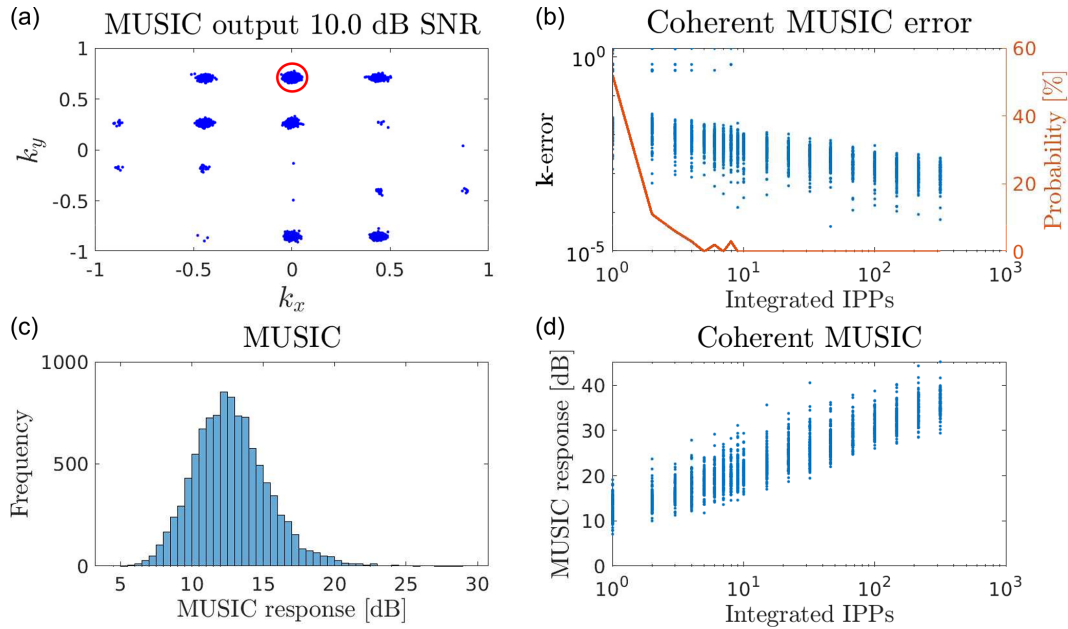 (a)
MUSIC output 10.0 dB SNR
1
0.5
0
-0.5
-1
k_y
-1
-0.5
0
0.5
1
k_x
(b)
Coherent MUSIC error
10^0
10^-5
k-error
60
40
20
0
Probability [%]
10^0
10^1
10^2
10^3
Integrated IPPs
(c)
MUSIC
1000
500
0
Frequency
5
10
15
20
25
30
MUSIC response [dB]
(d)
Coherent MUSIC
40
30
20
10
0
MUSIC response [dB]
10^0
10^1
10^2
10^3
Integrated IPPs